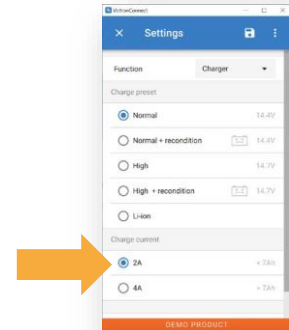 VictronConnect
Settings
Function Charger
Charge preset
Normal 14.4V
Normal + recondition 14.4V
High 14.7V
High + recondition 14.7V
Li-ion
Charge current
2A
4A
DEMO PRODUCT